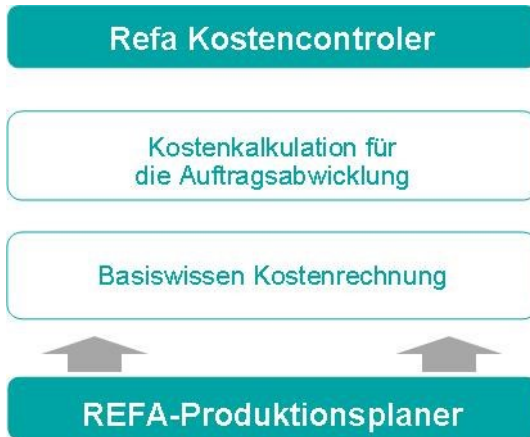 Refa Kostencontroler
Kostenkalkulation für
die Auftragsabwicklung
Basiswissen Kostenrechnung
REFA-Produktionsplaner